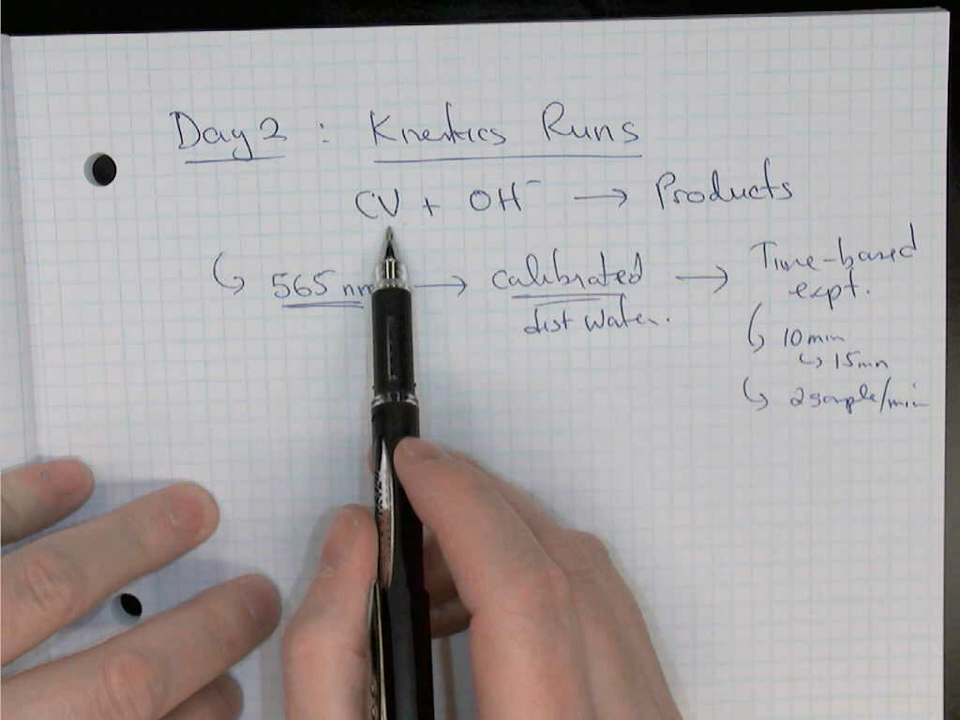 Day 2 : Kinetics Runs
CV + OH⁻ → Products
↳ 565 nm → calibrated → Time-based
dist water. expt.
↳ 10 min
↳ 15 min
↳ 2 sample/min